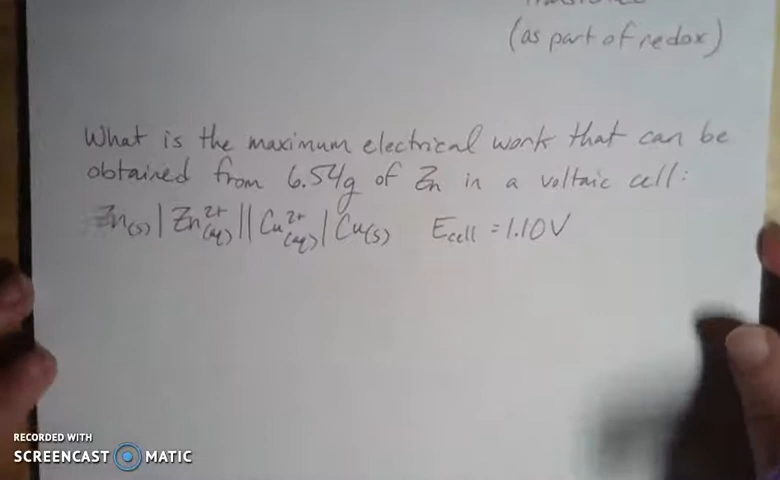 (as part of redox)
What is the maximum electrical work that can be
obtained from 6.54g of Zn in a voltaic cell:
Zn(s) | Zn²⁺(aq) || Cu²⁺(aq) | Cu(s) Ecell = 1.10V
RECORDED WITH
SCREENCAST MATIC